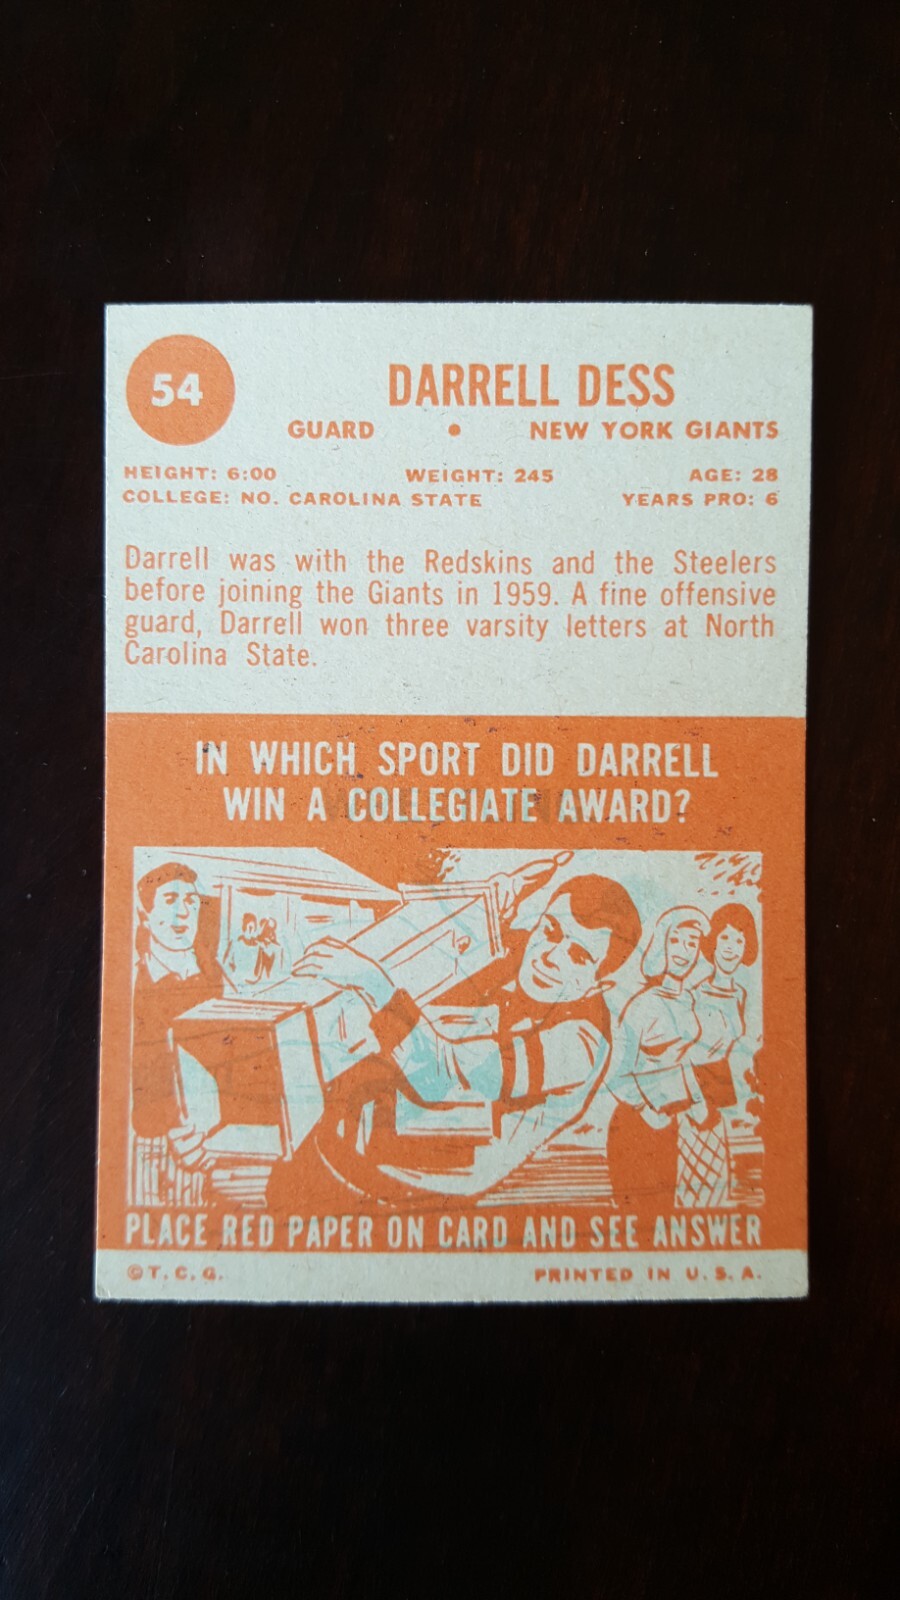 54
DARRELL DESS
GUARD • NEW YORK GIANTS
HEIGHT: 6:00 WEIGHT: 245 AGE: 28
COLLEGE: NO. CAROLINA STATE YEARS PRO: 6
Darrell was with the Redskins and the Steelers
before joining the Giants in 1959. A fine offensive
guard, Darrell won three varsity letters at North
Carolina State.
IN WHICH SPORT DID DARRELL
WIN A COLLEGIATE AWARD?
PLACE RED PAPER ON CARD AND SEE ANSWER
©T.C.G. PRINTED IN U.S.A.